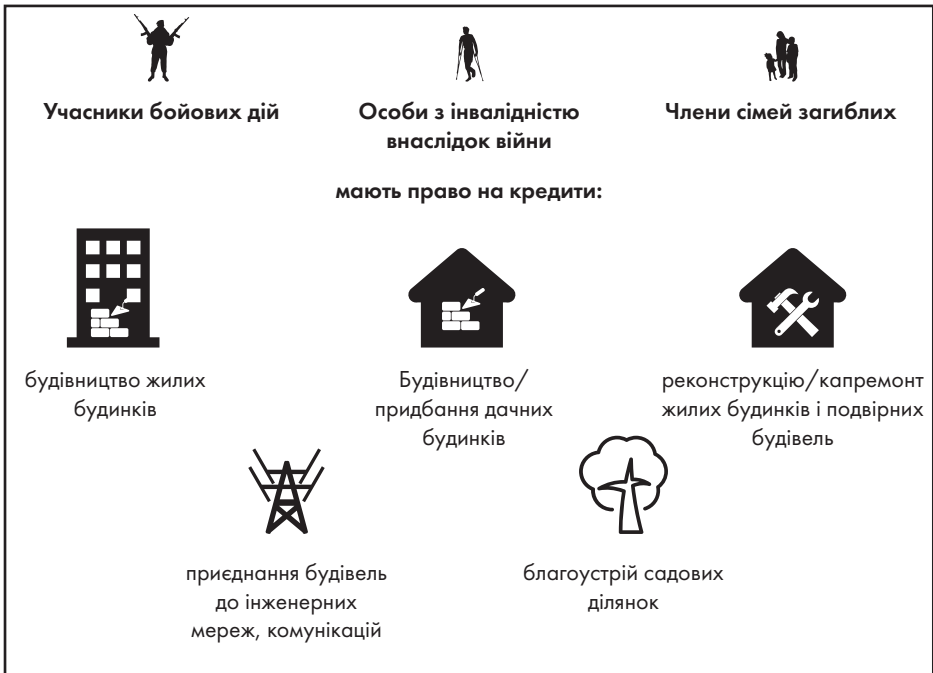 Учасники бойових дій
Особи з інвалідністю
внаслідок війни
Члени сімей загиблих
мають право на кредити:
будівництво жилих
будинків
Будівництво/
придбання дачних
будинків
реконструкцію/капремонт
жилих будинків і подвірних
будівель
приєднання будівель
до інженерних
мереж, комунікацій
благоустрій садових
ділянок